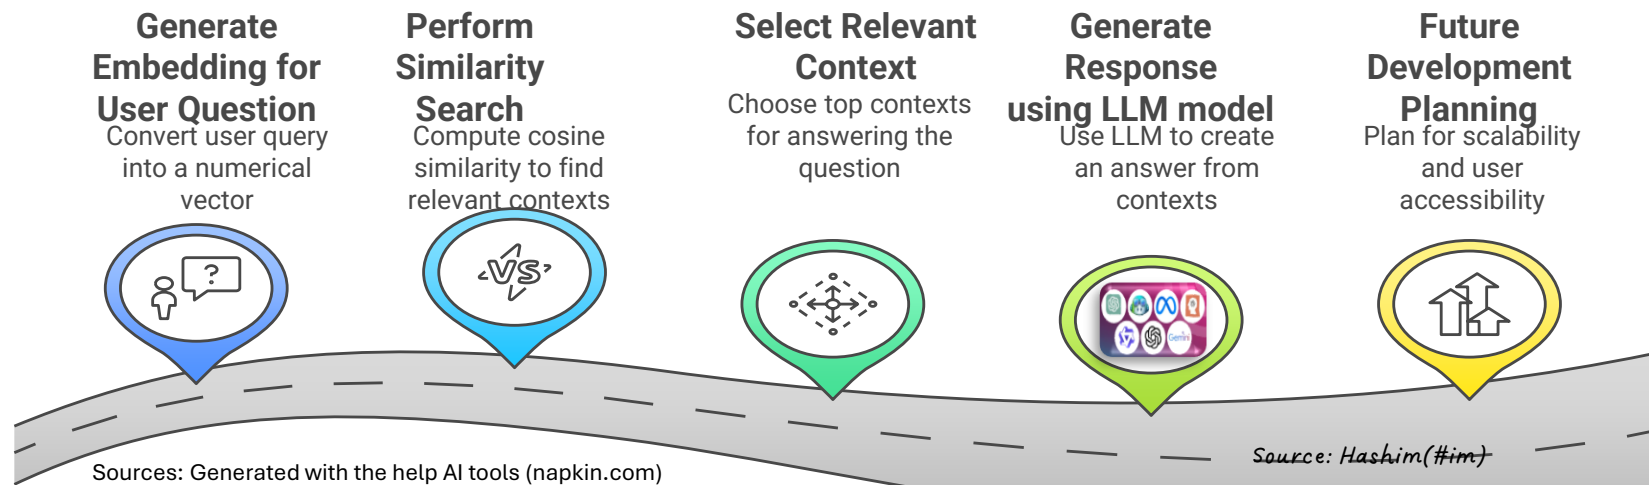 Generate
Embedding for
User Question
Convert user query
into a numerical
vector
Perform
Similarity
Search
Compute cosine
similarity to find
relevant contexts
Select Relevant
Context
Choose top contexts
for answering the
question
Generate
Response
using LLM model
Use LLM to create
an answer from
contexts
Future
Development
Planning
Plan for scalability
and user
accessibility
?
VS
Gemini
Source: Hashim(#im)
Sources: Generated with the help AI tools (napkin.com)